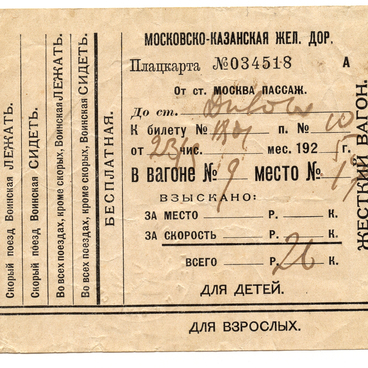 МОСКОВСКО-КАЗАНСКАЯ ЖЕЛ. ДОР.
Плацкарта №034518 А
От ст. МОСКВА ПАССАЖ.
До ст.
К билету № п. № 10
от 23 чис. мес. 192 г.
В ВАГОНЕ № 9 МЕСТО №
ВЗЫСКАНО:
ЗА МЕСТО Р. К.
ЗА СКОРОСТЬ Р. К.
ВСЕГО Р. 26 К.
ДЛЯ ДЕТЕЙ.
ДЛЯ ВЗРОСЛЫХ.
Скорый поезд Воинская ЛЕЖАТЬ.
Скорый поезд Воинская СИДЕТЬ.
Во всех поездах, кроме скорых, Воинская ЛЕЖАТЬ.
Во всех поездах, кроме скорых, Воинская СИДЕТЬ.
БЕСПЛАТНАЯ.
ЖЕСТКИЙ ВАГОН.